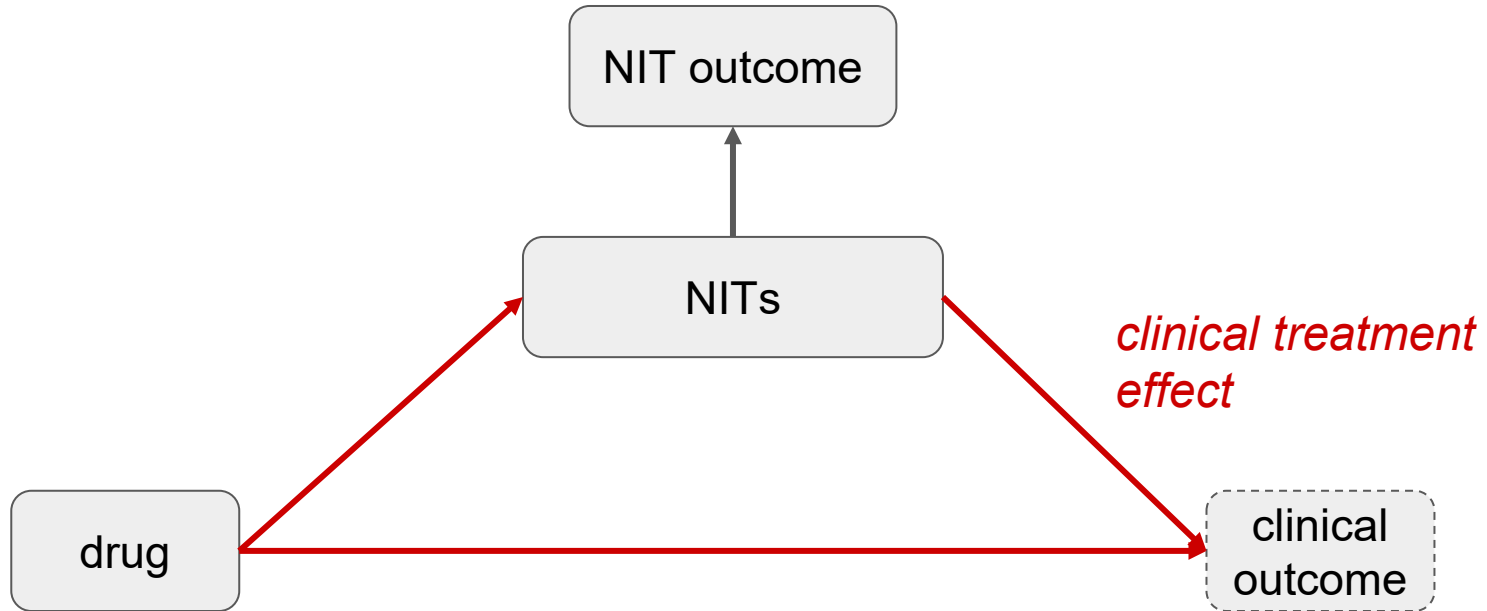 NIT outcome
NITs
clinical treatment
effect
drug
clinical
outcome